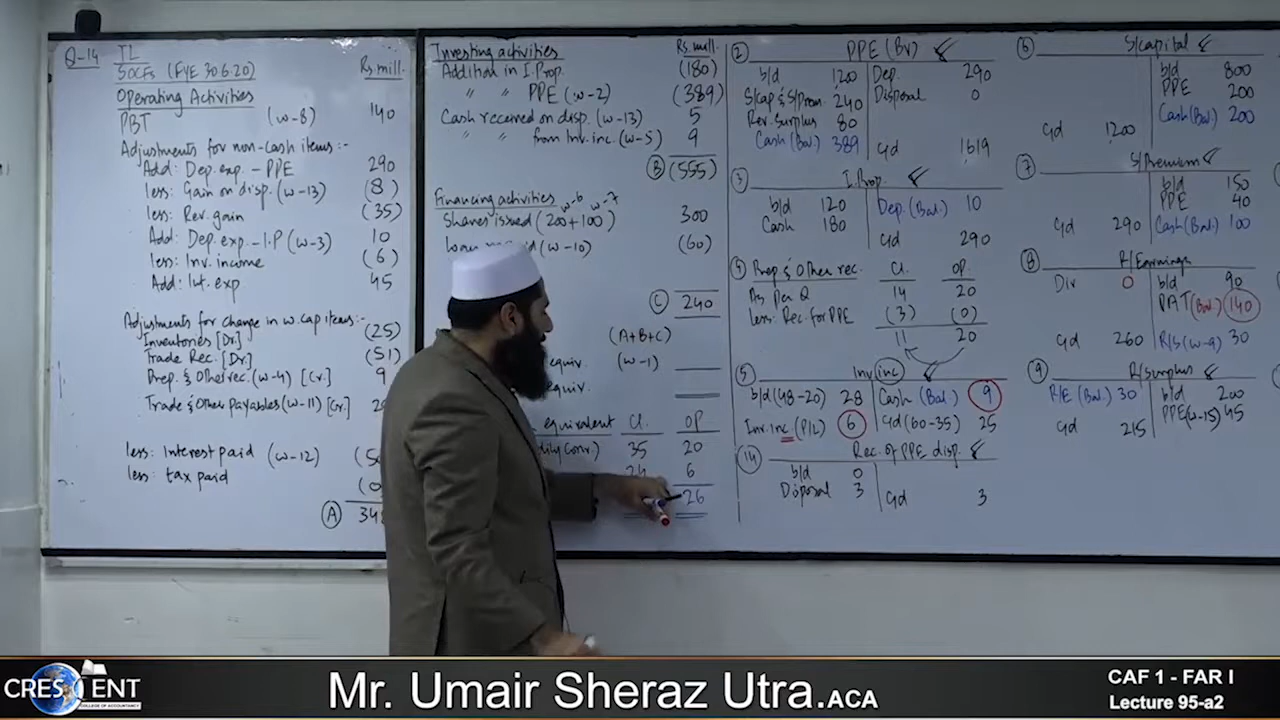 Q-14 TL
SOCFs (FYE 30.6.20) Rs.mill.
Operating Activities
PBT (w-8) 140
Adjustments for non-cash items:-
Add: Dep. exp. - PPE 290
less: Gain on disp. (w-13) (8)
less: Rev. gain (35)
Add: Dep. exp. - I.P (w-3) 10
less: Inv. income (6)
Add: Int. exp 45
Adjustments for change in w.cap items:-
Inventories [Dr.] (25)
Trade Rec. [Dr.] (51)
Prep. & Other rec. (w-4) [Cr.] 9
Trade & Other payables (w-11) [Cr.]
less: Interest paid (w-12)
less: tax paid
A
Investing activities Rs. mill.
Addition in I. Prop. (180)
" " PPE (w-2) (389)
Cash received on disp. (w-13) 5
" " from Inv. inc. (w-5) 9
B (555)
Financing activities w-6 w-7
Shares issued (200+100) 300
(w-10) (60)
C 240
(A+B+C)
equiv. (w-1)
equiv.
equivalent Cl. OP
35 20
24 6
26
2 PPE (BV)
b/d 1200 Dep. 290
S/Cap & S/Prem. 240 Disposal 0
Rev. Surplus 80
Cash (Bal.) 389 c/d 1619
3 I. Prop.
b/d 120 Dep. (Bal.) 10
Cash 180
c/d 290
4 Prep & Other rec. Cl. OP.
As Per Q 14 20
less: Rec. for PPE (3) (0)
11 20
5 Inv inc
b/d (48-20) 28 Cash (Bal.) 9
Inv. inc (P/L) 6 c/d (60-35) 25
14 Rec. of PPE disp.
b/d 0
Disposal 3 c/d 3
6 S/capital
b/d 800
PPE 200
Cash (Bal.) 200
c/d 1200
7 S/Premium
b/d 150
PPE 40
c/d 290 Cash (Bal.) 100
8 R/Earnings
Div 0 b/d 90
PAT (Bal.) 140
c/d 260 R/S (w-9) 30
9 R/Surplus
R/E (Bal.) 30 b/d 200
c/d 215 PPE (w-15) 45
CRESCENT
COLLEGE OF ACCOUNTANCY
Mr. Umair Sheraz Utra.ACA
CAF 1 - FAR I
Lecture 95-a2